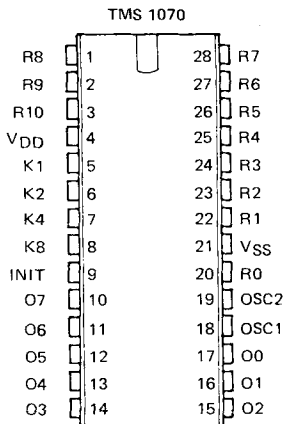 TMS 1070
R8 1 28 R7
R9 2 27 R6
R10 3 26 R5
VDD 4 25 R4
K1 5 24 R3
K2 6 23 R2
K4 7 22 R1
K8 8 21 VSS
INIT 9 20 R0
O7 10 19 OSC2
O6 11 18 OSC1
O5 12 17 O0
O4 13 16 O1
O3 14 15 O2